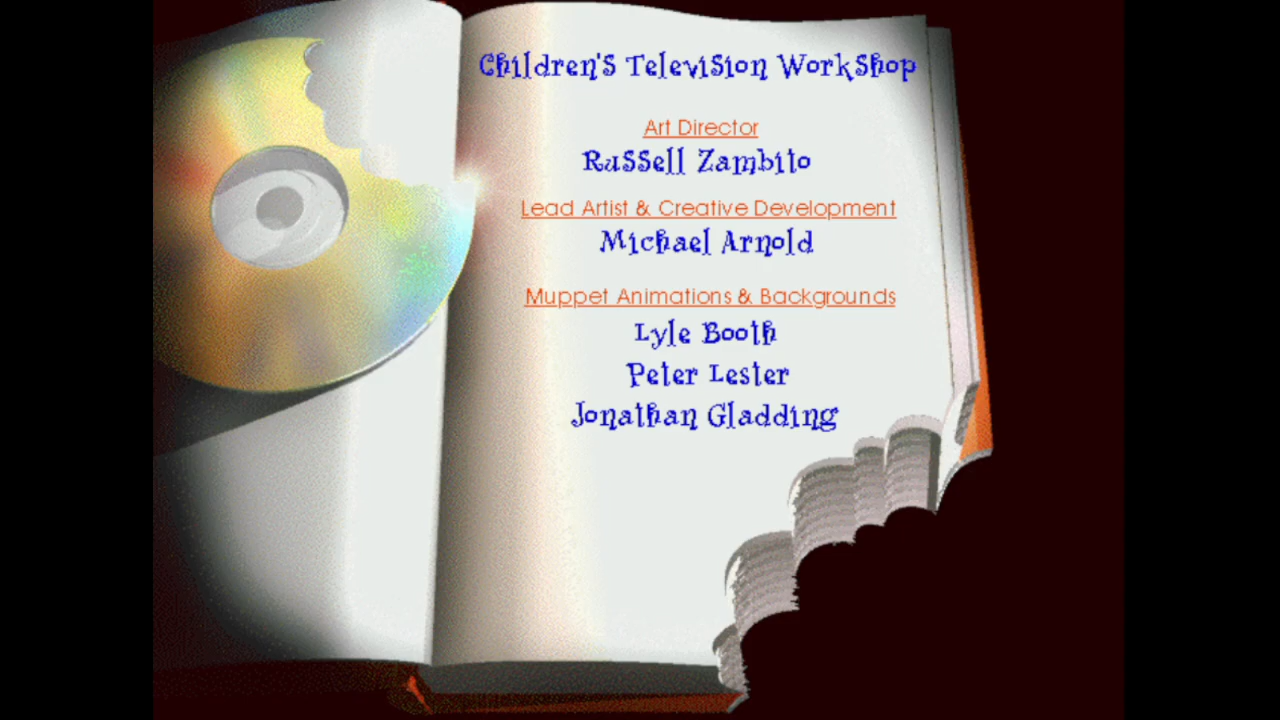 Children's Television Workshop
Art Director
Russell Zambito
Lead Artist & Creative Development
Michael Arnold
Muppet Animations & Backgrounds
Lyle Booth
Peter Lester
Jonathan Gladding